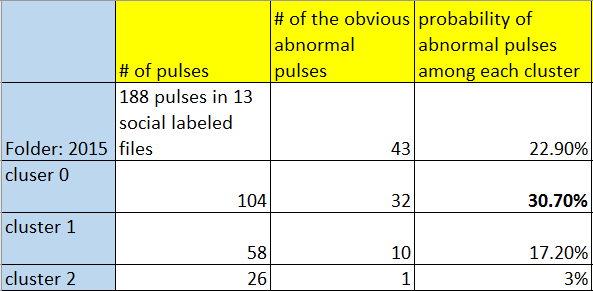 # of pulses
# of the obvious
abnormal
pulses
probability of
abnormal pulses
among each cluster
Folder: 2015
188 pulses in 13
social labeled
files
43
22.90%
cluser 0
104
32
30.70%
cluster 1
58
10
17.20%
cluster 2
26
1
3%